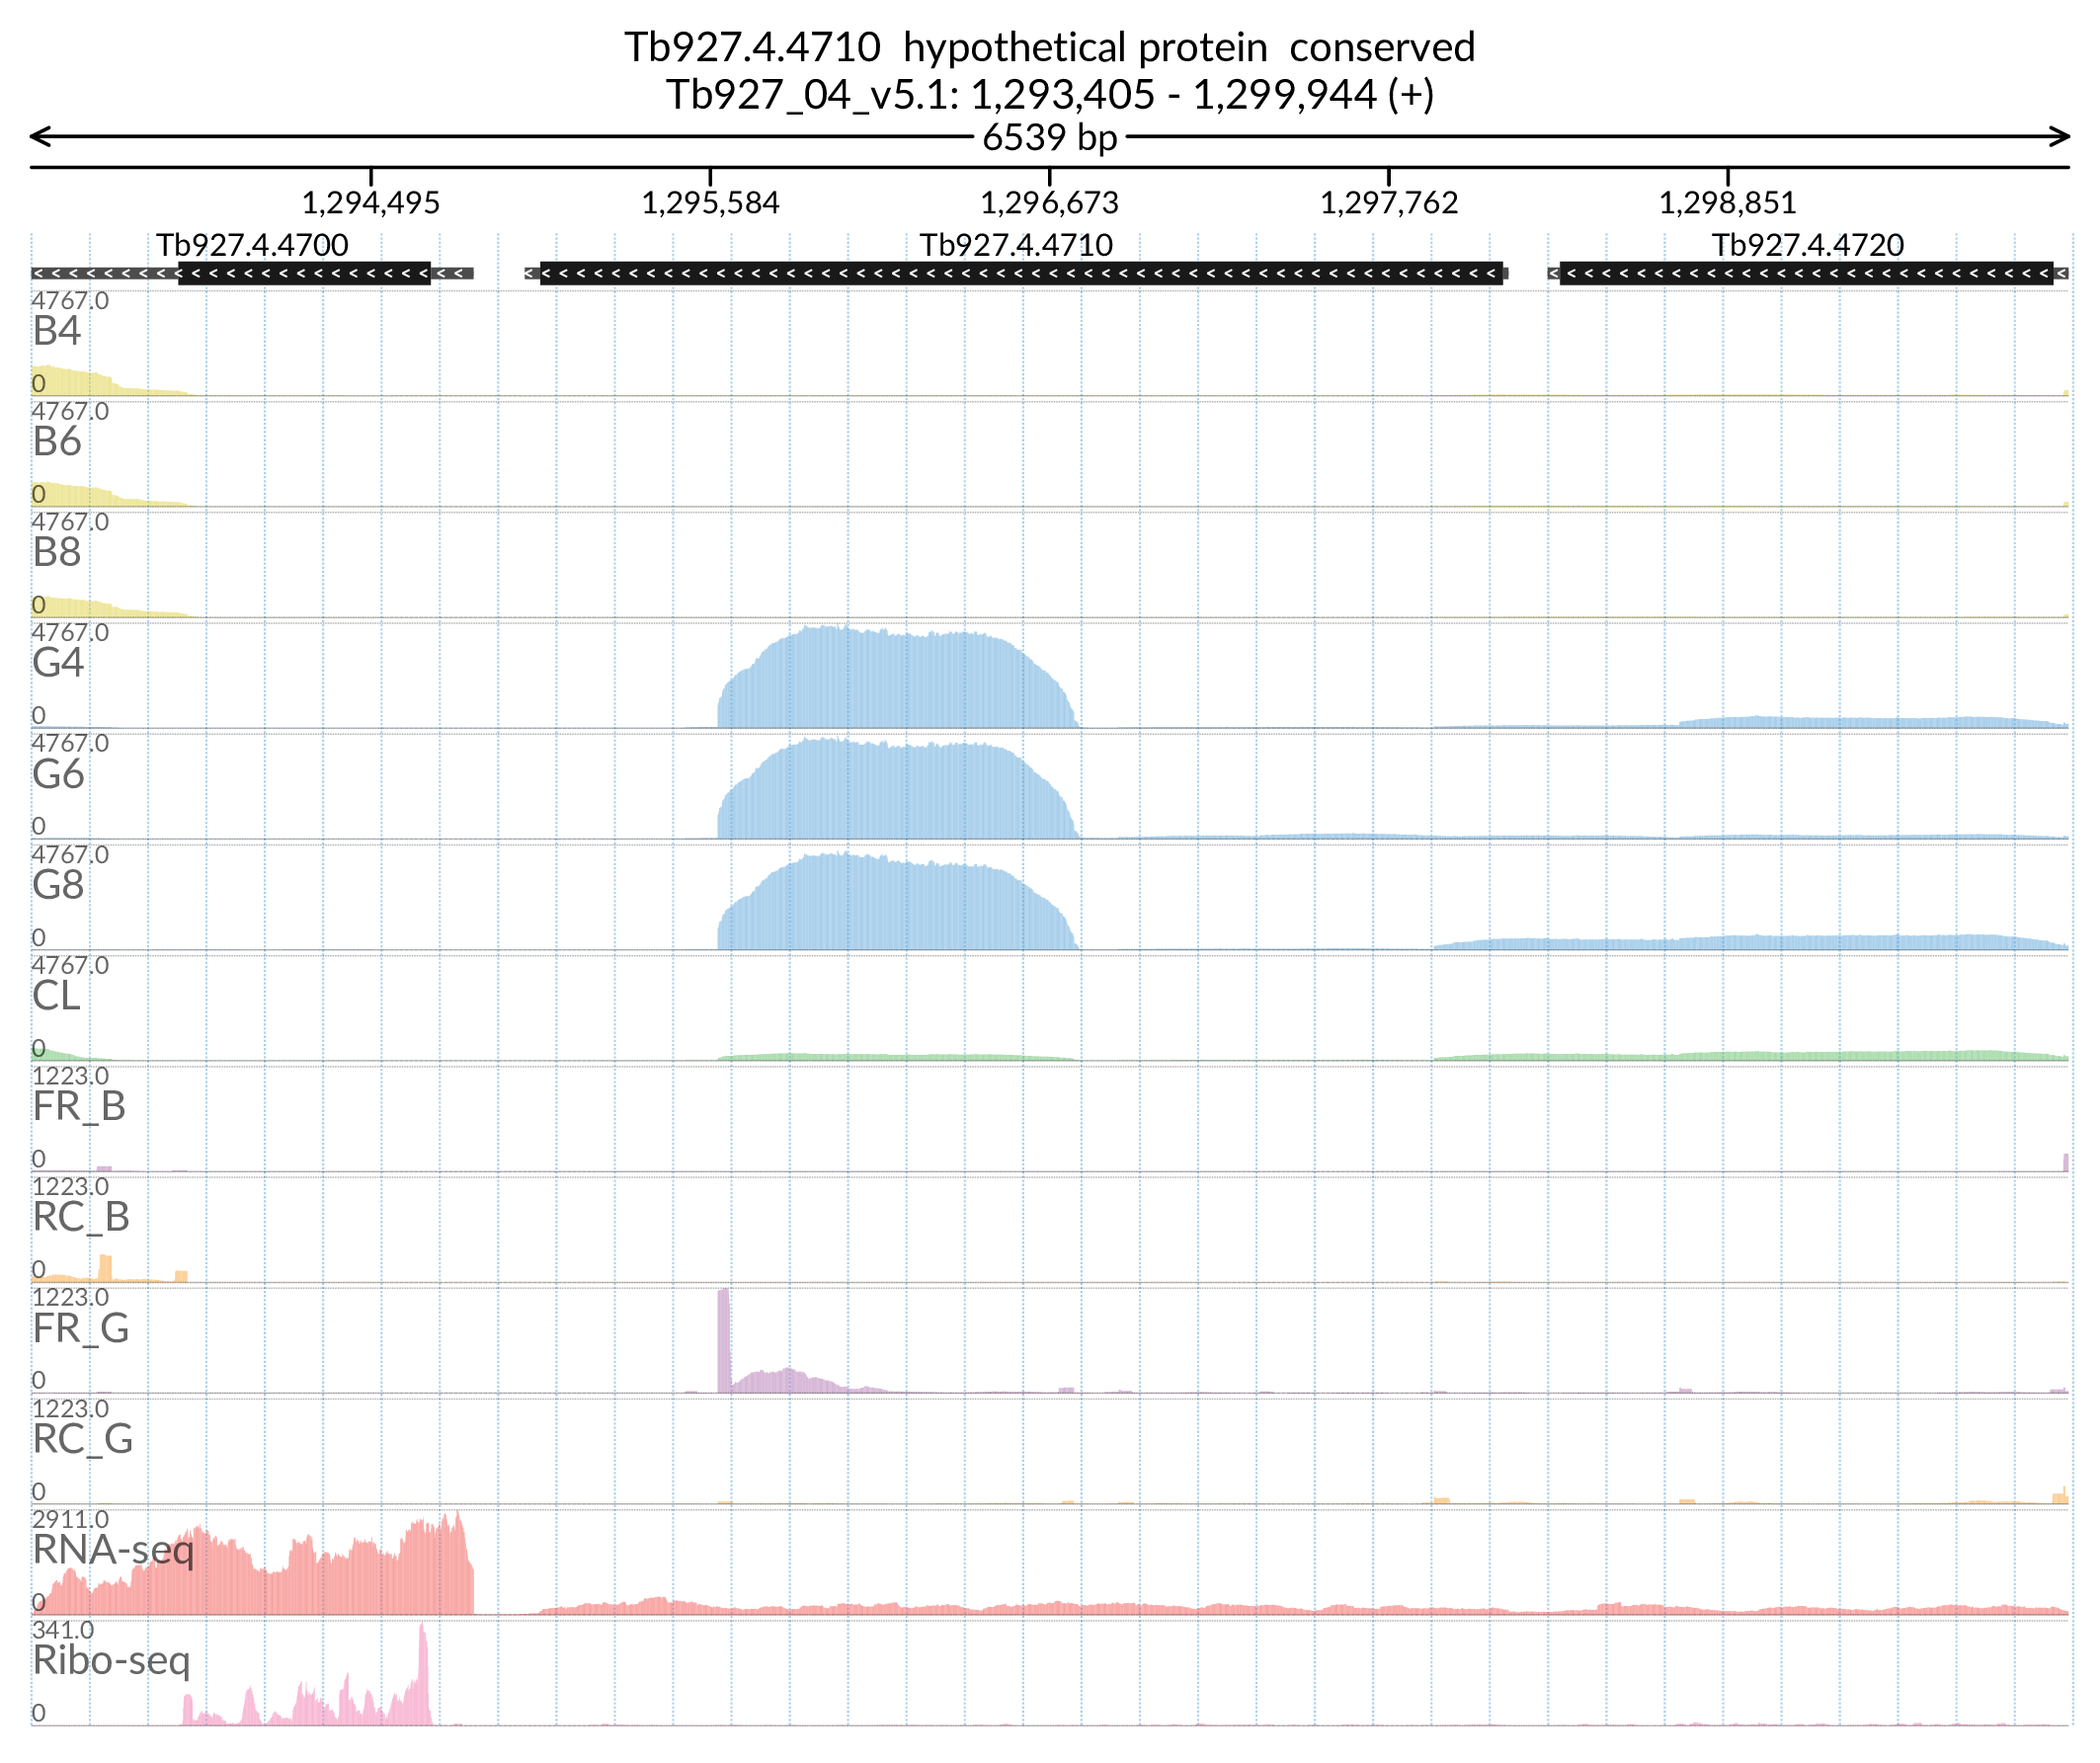 Tb927.4.4710  hypothetical protein  conserved
Tb927_04_v5.1: 1,293,405 - 1,299,944 (+)
6539 bp
1,294,495 1,295,584 1,296,673 1,297,762 1,298,851
Tb927.4.4700 Tb927.4.4710 Tb927.4.4720
4767.0
B4
0
4767.0
B6
0
4767.0
B8
0
4767.0
G4
0
4767.0
G6
0
4767.0
G8
0
4767.0
CL
0
1223.0
FR_B
0
1223.0
RC_B
0
1223.0
FR_G
0
1223.0
RC_G
0
2911.0
RNA-seq
0
341.0
Ribo-seq
0